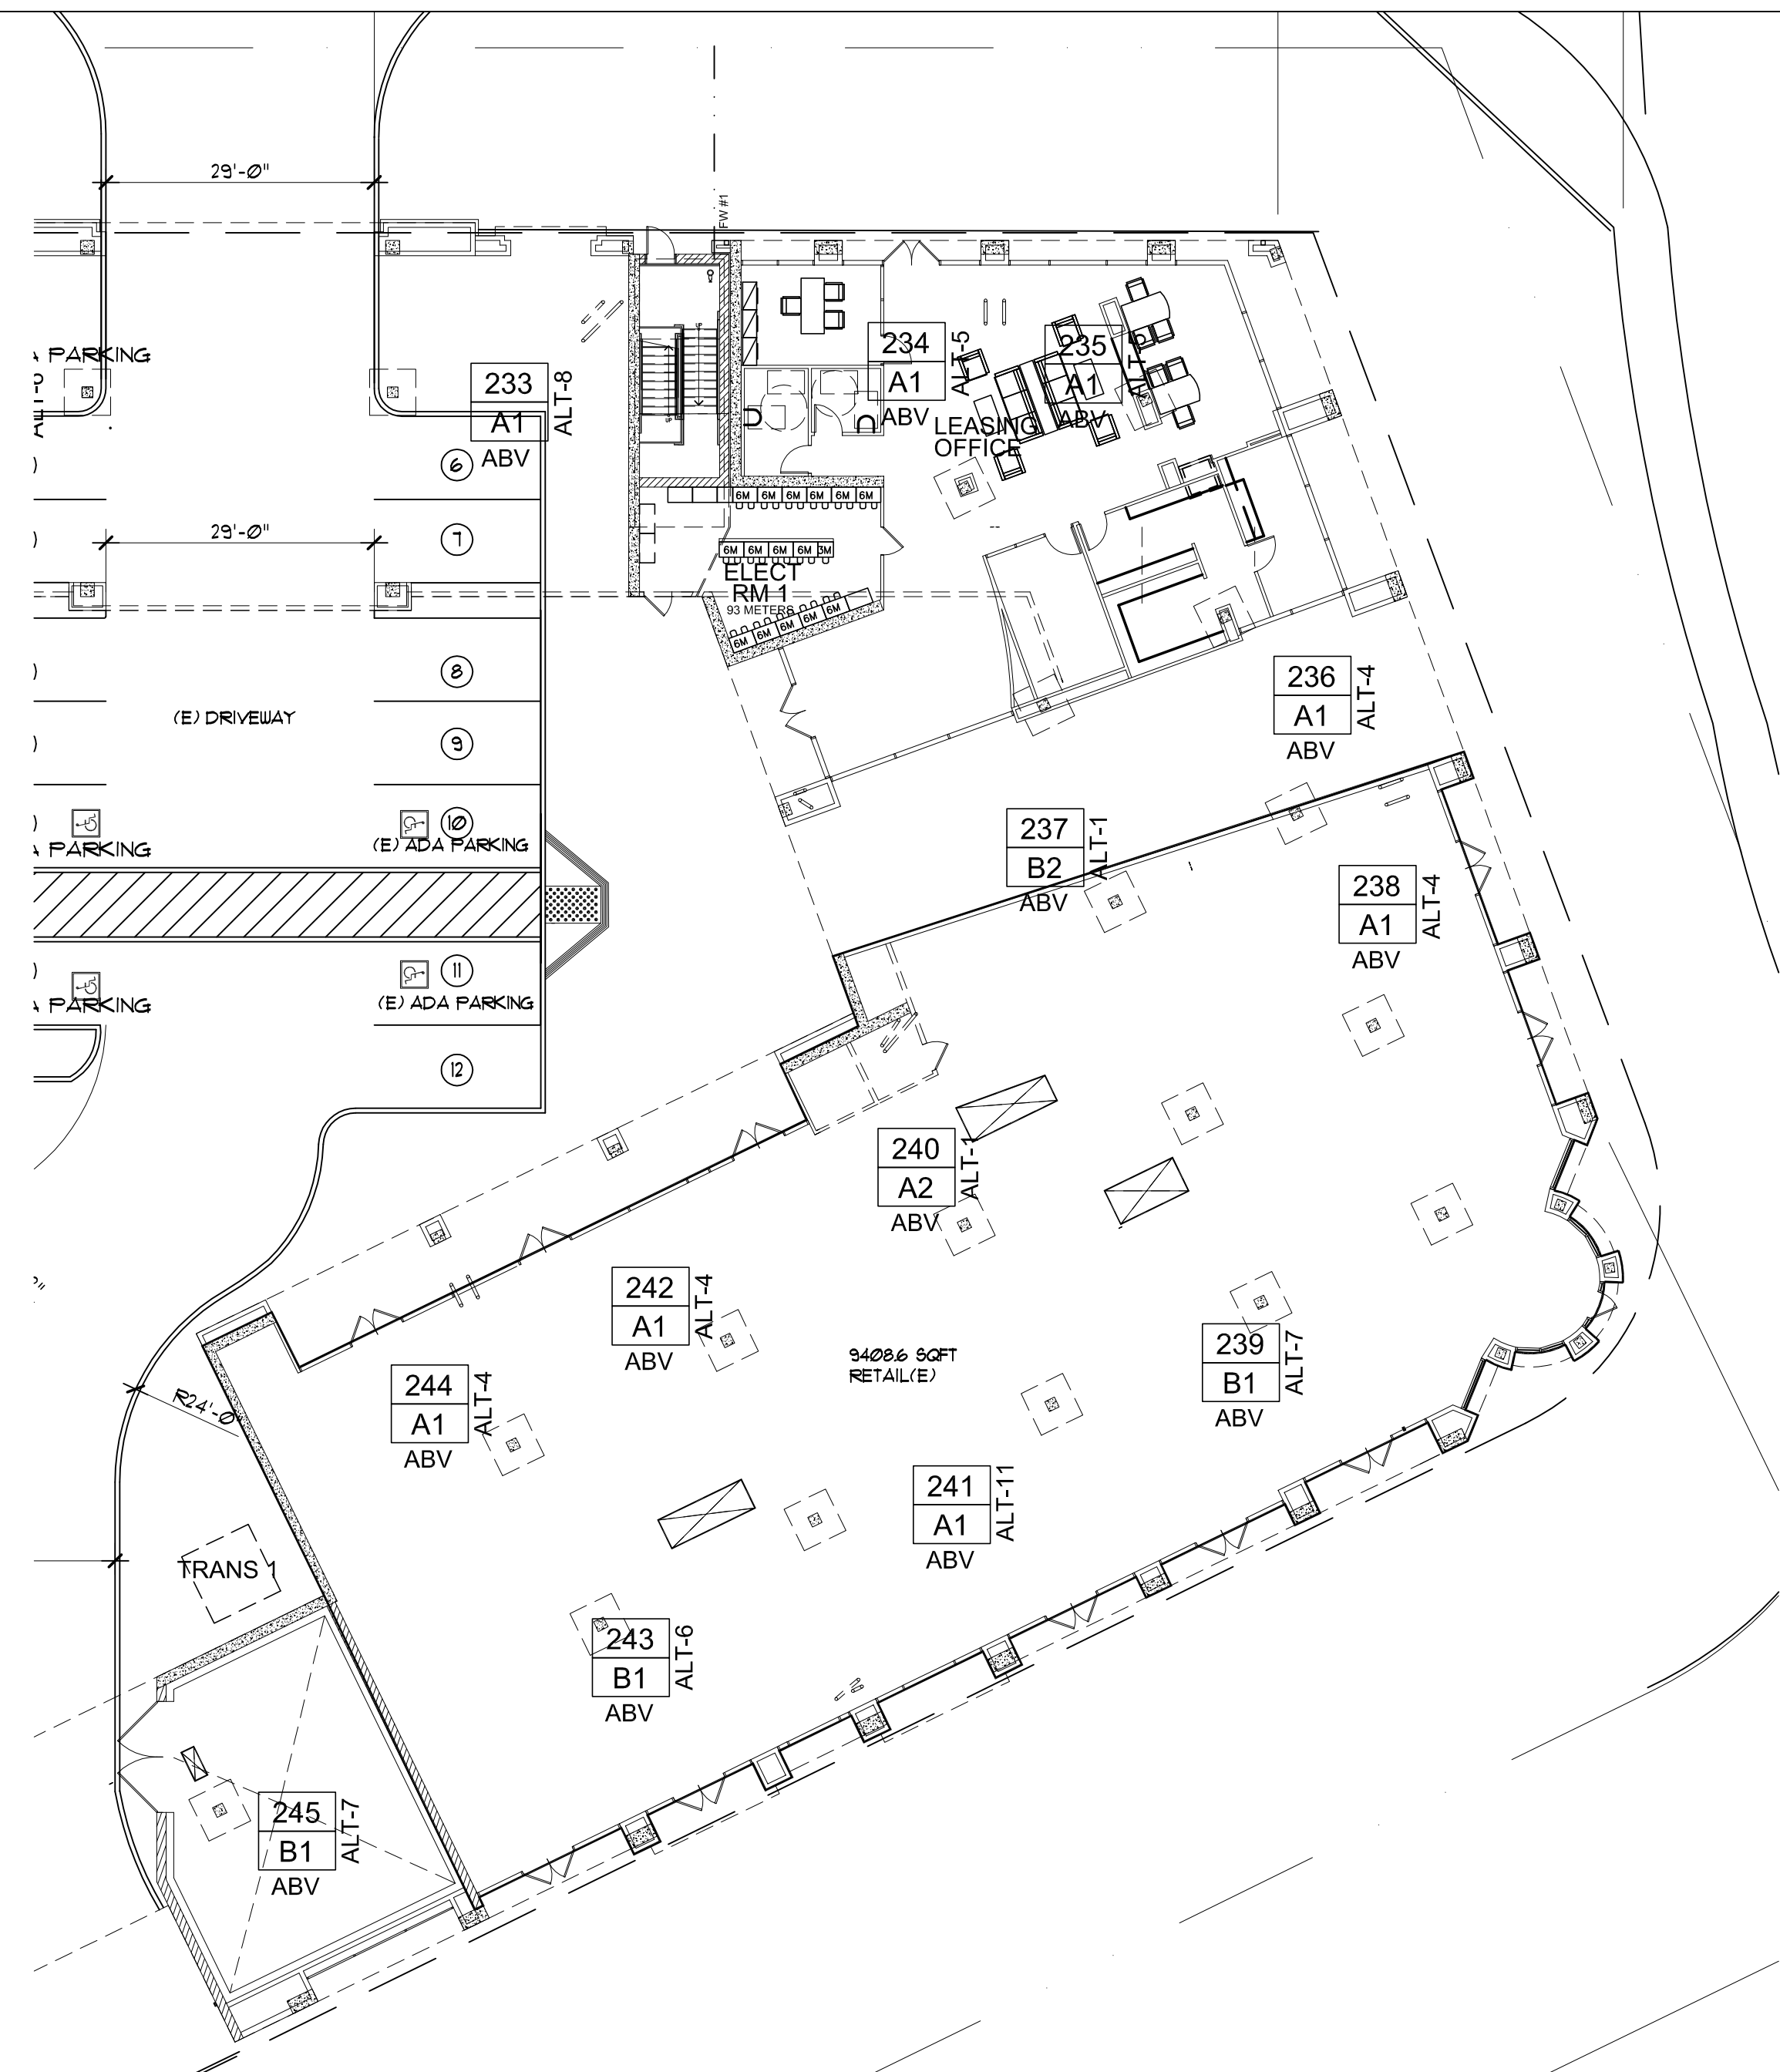 29'-0"
FW #1
PARKING
233
A1
ABV
ALT-8
234
A1
ABV
ALT-5
235
A1
ABV
LEASING
OFFICE
6
29'-0"
7
6M 6M 6M 6M 6M 6M
6M 6M 6M 6M 3M
ELECT
RM 1
93 METERS
6M 6M 6M 6M 6M
8
(E) DRIVEWAY
9
236
A1
ABV
ALT-4
10
(E) ADA PARKING
PARKING
237
B2
ABV
ALT-1
238
A1
ABV
ALT-4
11
(E) ADA PARKING
PARKING
12
240
A2
ABV
242
A1
ABV
ALT-4
239
B1
ABV
ALT-7
9408.6 SQFT
RETAIL(E)
244
A1
ABV
ALT-4
R24'-0"
241
A1
ABV
ALT-11
TRANS 1
243
B1
ABV
ALT-6
245
B1
ABV
ALT-7